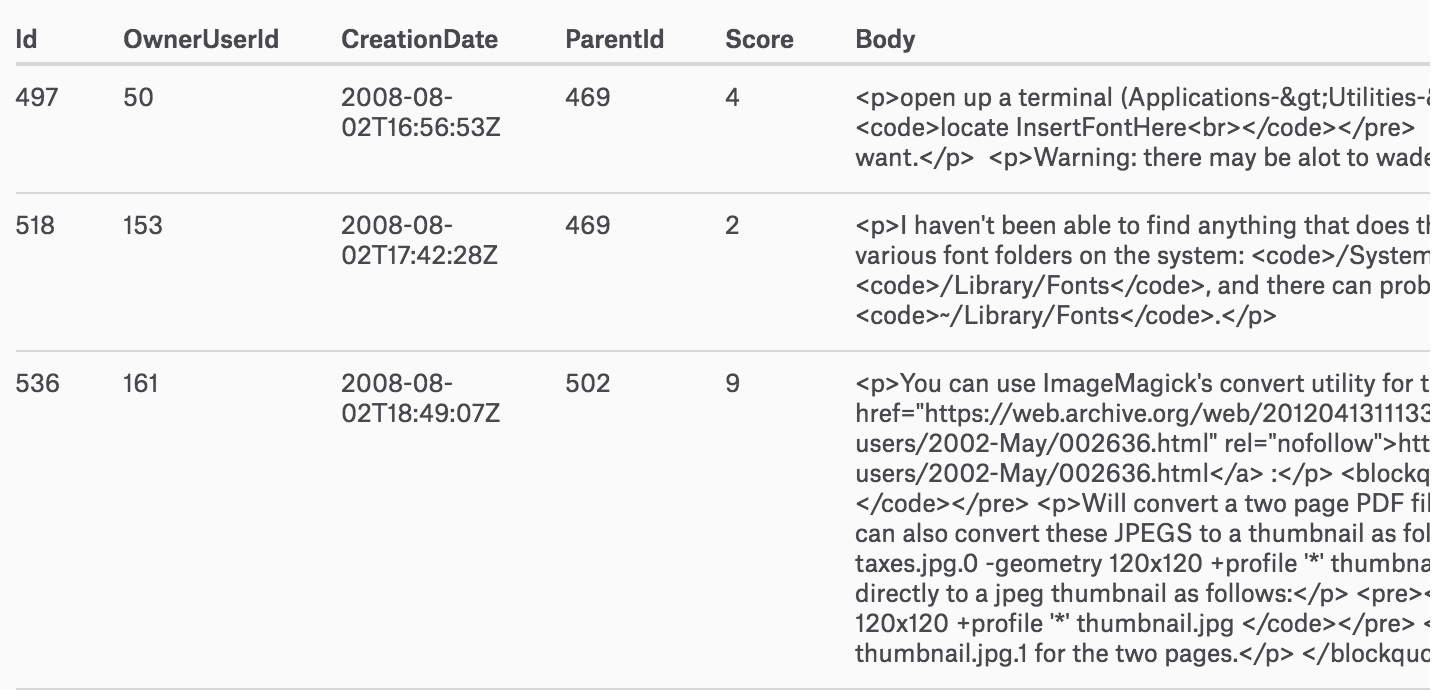 Id OwnerUserId CreationDate ParentId Score Body
497 50 2008-08- 469 4 <p>open up a terminal (Applications-&gt;Utilities-
02T16:56:53Z <code>locate InsertFontHere<br></code></pre>
want.</p> <p>Warning: there may be alot to wade
518 153 2008-08- 469 2 <p>I haven't been able to find anything that does
02T17:42:28Z various font folders on the system: <code>/System
<code>/Library/Fonts</code>, and there can prob
<code>~/Library/Fonts</code>.</p>
536 161 2008-08- 502 9 <p>You can use ImageMagick's convert utility for
02T18:49:07Z href="https://web.archive.org/web/20120413111133
users/2002-May/002636.html" rel="nofollow">htt
users/2002-May/002636.html</a> :</p> <blockq
</code></pre> <p>Will convert a two page PDF
can also convert these JPEGS to a thumbnail as
taxes.jpg.0 -geometry 120x120 +profile '*' thumbna
directly to a jpeg thumbnail as follows:</p> <pre>
120x120 +profile '*' thumbnail.jpg </code></pre> <
thumbnail.jpg.1 for the two pages.</p> </blockquo